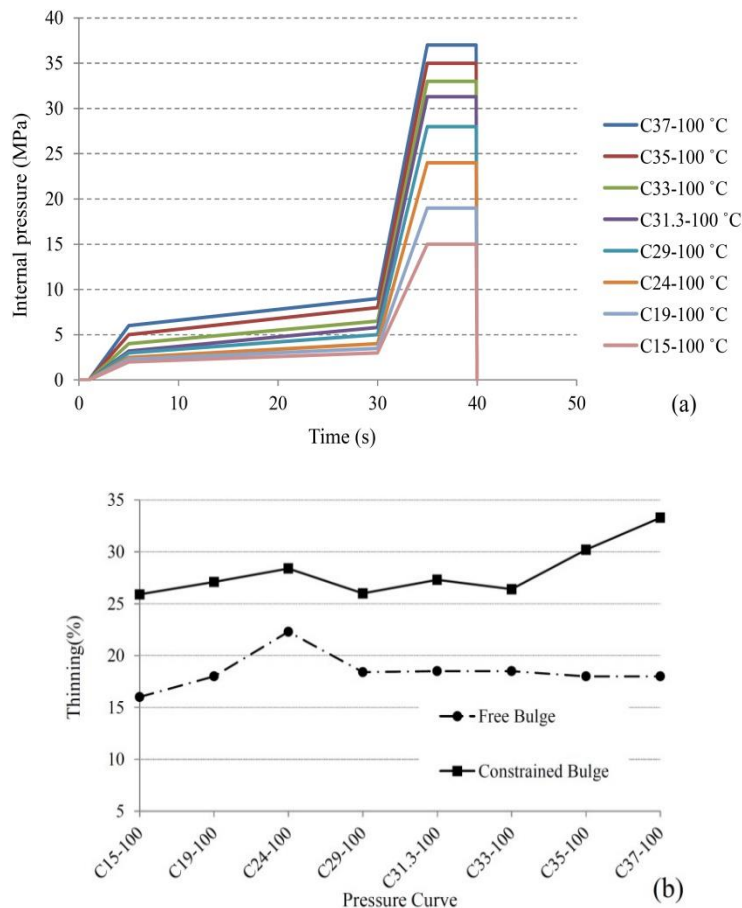 40
35
30
25
20
15
10
5
0
Internal pressure (MPa)
0 10 20 30 40 50
Time (s)
C37-100 ˚C
C35-100 ˚C
C33-100 ˚C
C31.3-100 ˚C
C29-100 ˚C
C24-100 ˚C
C19-100 ˚C
C15-100 ˚C
(a)
35
30
25
20
15
10
5
Thinning(%)
Free Bulge
Constrained Bulge
C15-100
C19-100
C24-100
C29-100
C31.3-100
C33-100
C35-100
C37-100
Pressure Curve
(b)